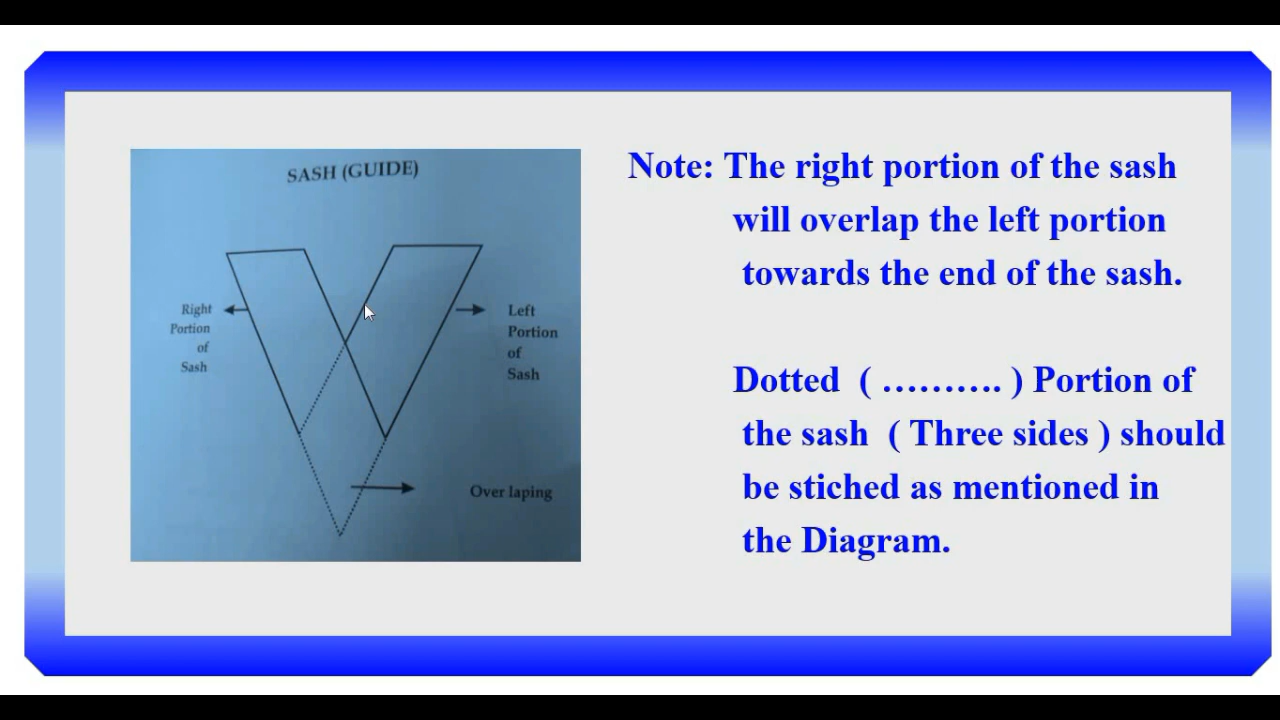 SASH (GUIDE)
Right
Portion
of
Sash
Left
Portion
of
Sash
Over laping
Note: The right portion of the sash
will overlap the left portion
towards the end of the sash.
Dotted ( ………. ) Portion of
the sash ( Three sides ) should
be stiched as mentioned in
the Diagram.